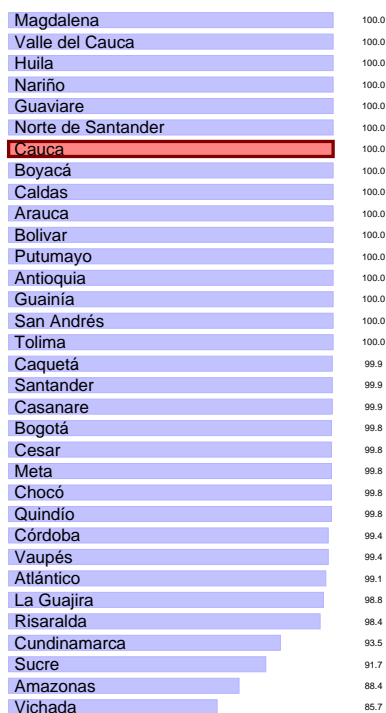 Magdalena 100.0
Valle del Cauca 100.0
Huila 100.0
Nariño 100.0
Guaviare 100.0
Norte de Santander 100.0
Cauca 100.0
Boyacá 100.0
Caldas 100.0
Arauca 100.0
Bolivar 100.0
Putumayo 100.0
Antioquia 100.0
Guainía 100.0
San Andrés 100.0
Tolima 100.0
Caquetá 99.9
Santander 99.9
Casanare 99.9
Bogotá 99.8
Cesar 99.8
Meta 99.8
Chocó 99.8
Quindío 99.8
Córdoba 99.4
Vaupés 99.4
Atlántico 99.1
La Guajira 98.8
Risaralda 98.4
Cundinamarca 93.5
Sucre 91.7
Amazonas 88.4
Vichada 85.7